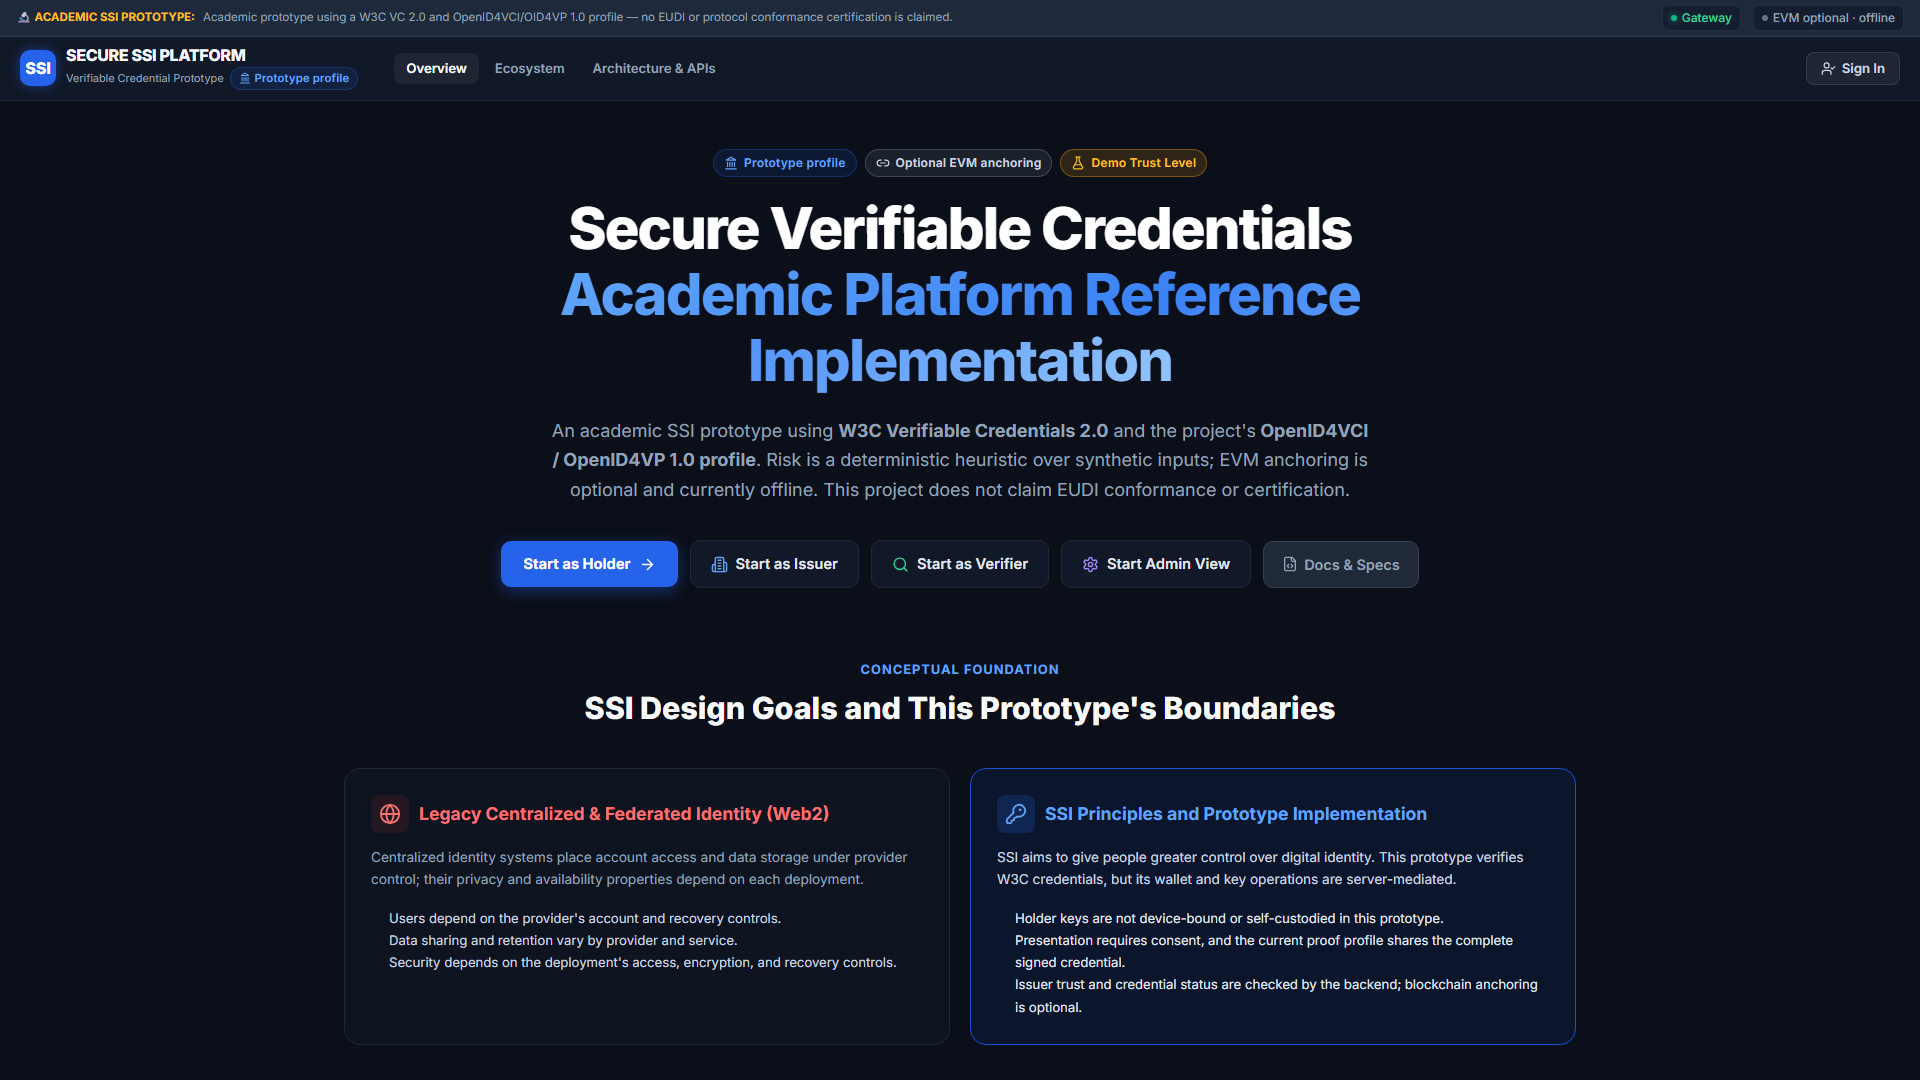 ACADEMIC SSI PROTOTYPE: Academic prototype using a W3C VC 2.0 and OpenID4VCI/OID4VP 1.0 profile — no EUDI or protocol conformance certification is claimed.
Gateway
EVM optional · offline
SSI
SECURE SSI PLATFORM
Verifiable Credential Prototype
Prototype profile
Overview
Ecosystem
Architecture & APIs
Sign In
Prototype profile
Optional EVM anchoring
Demo Trust Level
Secure Verifiable Credentials
Academic Platform Reference
Implementation
An academic SSI prototype using W3C Verifiable Credentials 2.0 and the project's OpenID4VCI
/ OpenID4VP 1.0 profile. Risk is a deterministic heuristic over synthetic inputs; EVM anchoring is
optional and currently offline. This project does not claim EUDI conformance or certification.
Start as Holder
Start as Issuer
Start as Verifier
Start Admin View
Docs & Specs
CONCEPTUAL FOUNDATION
SSI Design Goals and This Prototype's Boundaries
Legacy Centralized & Federated Identity (Web2)
Centralized identity systems place account access and data storage under provider
control; their privacy and availability properties depend on each deployment.
Users depend on the provider's account and recovery controls.
Data sharing and retention vary by provider and service.
Security depends on the deployment's access, encryption, and recovery controls.
SSI Principles and Prototype Implementation
SSI aims to give people greater control over digital identity. This prototype verifies
W3C credentials, but its wallet and key operations are server-mediated.
Holder keys are not device-bound or self-custodied in this prototype.
Presentation requires consent, and the current proof profile shares the complete
signed credential.
Issuer trust and credential status are checked by the backend; blockchain anchoring
is optional.